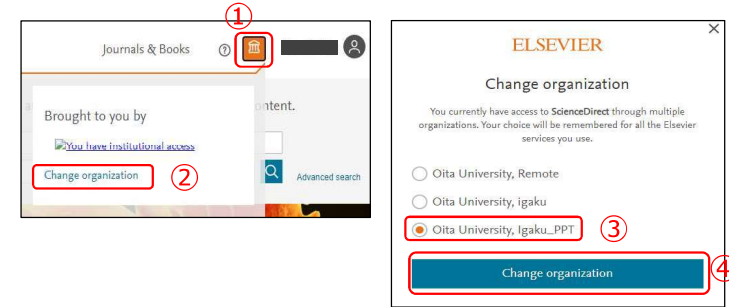 ①
Journals & Books
?
Brought to you by
ntent.
You have institutional access
Change organization
②
Advanced search
×
ELSEVIER
Change organization
You currently have access to ScienceDirect through multiple
organizations. Your choice will be remembered for all the Elsevier
services you use.
Oita University, Remote
Oita University, igaku
Oita University, Igaku_PPT
③
Change organization
④